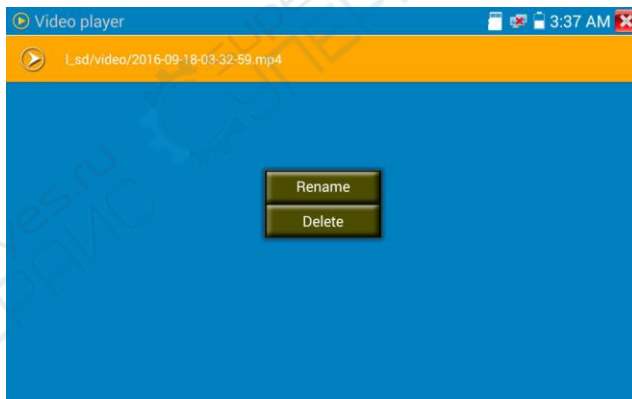 Video player
3:37 AM
l_sd/video/2016-09-18-03-32-59.mp4
Rename
Delete